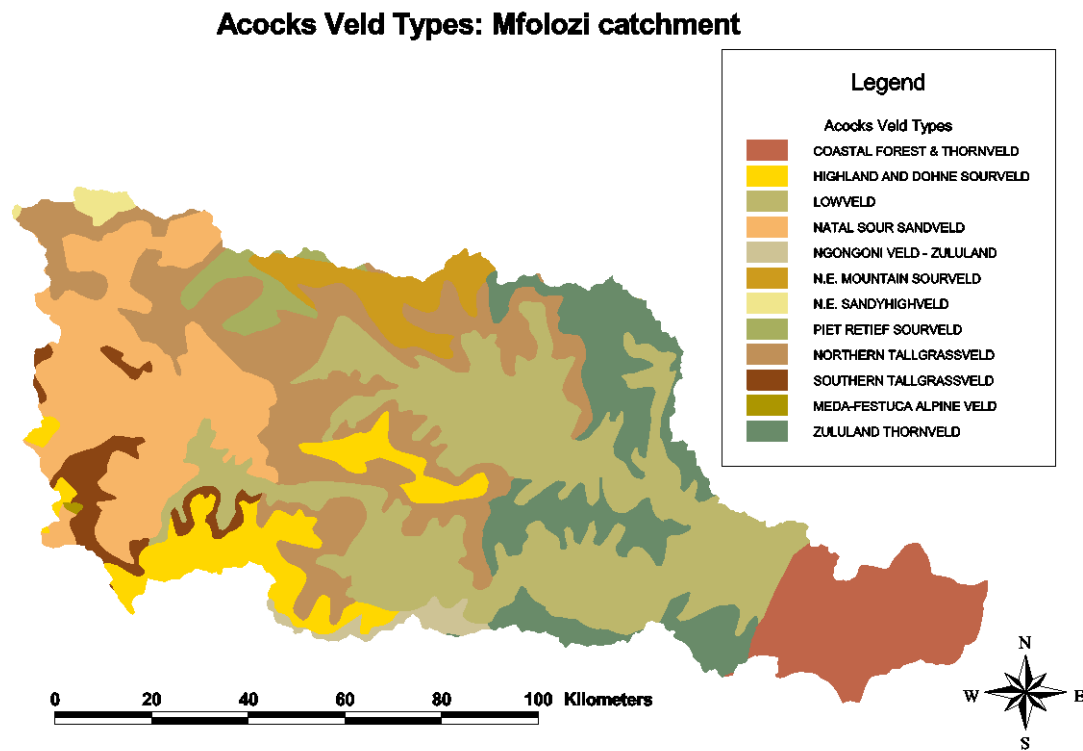 Acocks Veld Types: Mfolozi catchment
Legend
Acocks Veld Types
COASTAL FOREST & THORNVELD
HIGHLAND AND DOHNE SOURVELD
LOWVELD
NATAL SOUR SANDVELD
NGONGONI VELD - ZULULAND
N.E. MOUNTAIN SOURVELD
N.E. SANDYHIGHVELD
PIET RETIEF SOURVELD
NORTHERN TALLGRASSVELD
SOUTHERN TALLGRASSVELD
MEDA-FESTUCA ALPINE VELD
ZULULAND THORNVELD
0 20 40 60 80 100 Kilometers
N
W E
S